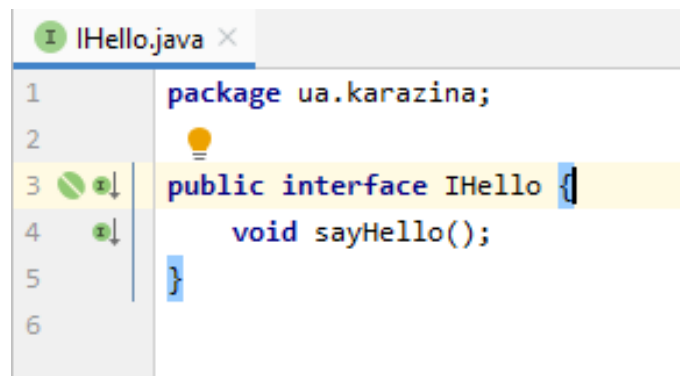 I IHello.java
1 package ua.karazina;
2
3 public interface IHello {
4     void sayHello();
5 }
6